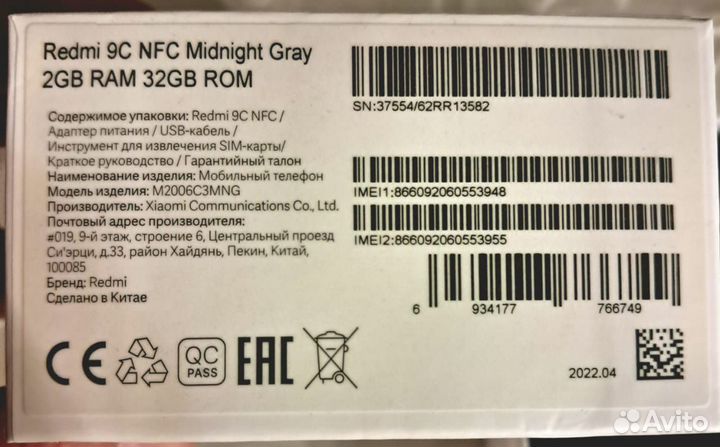 Redmi 9C NFC Midnight Gray
2GB RAM 32GB ROM
Содержимое упаковки: Redmi 9C NFC /
Адаптер питания / USB-кабель /
Инструмент для извлечения SIM-карты/
Краткое руководство / Гарантийный талон
Наименование изделия: Мобильный телефон
Модель изделия: M2006C3MNG
Производитель: Xiaomi Communications Co., Ltd.
Почтовый адрес производителя:
#019, 9-й этаж, строение 6, Центральный проезд
Си'эрци, д.33, район Хайдянь, Пекин, Китай,
100085
Бренд: Redmi
Сделано в Китае
SN:37554/62RR13582
IMEI1:866092060553948
IMEI2:866092060553955
6 934177 766749
CE
QC
PASS
EAC
2022.04
Avito